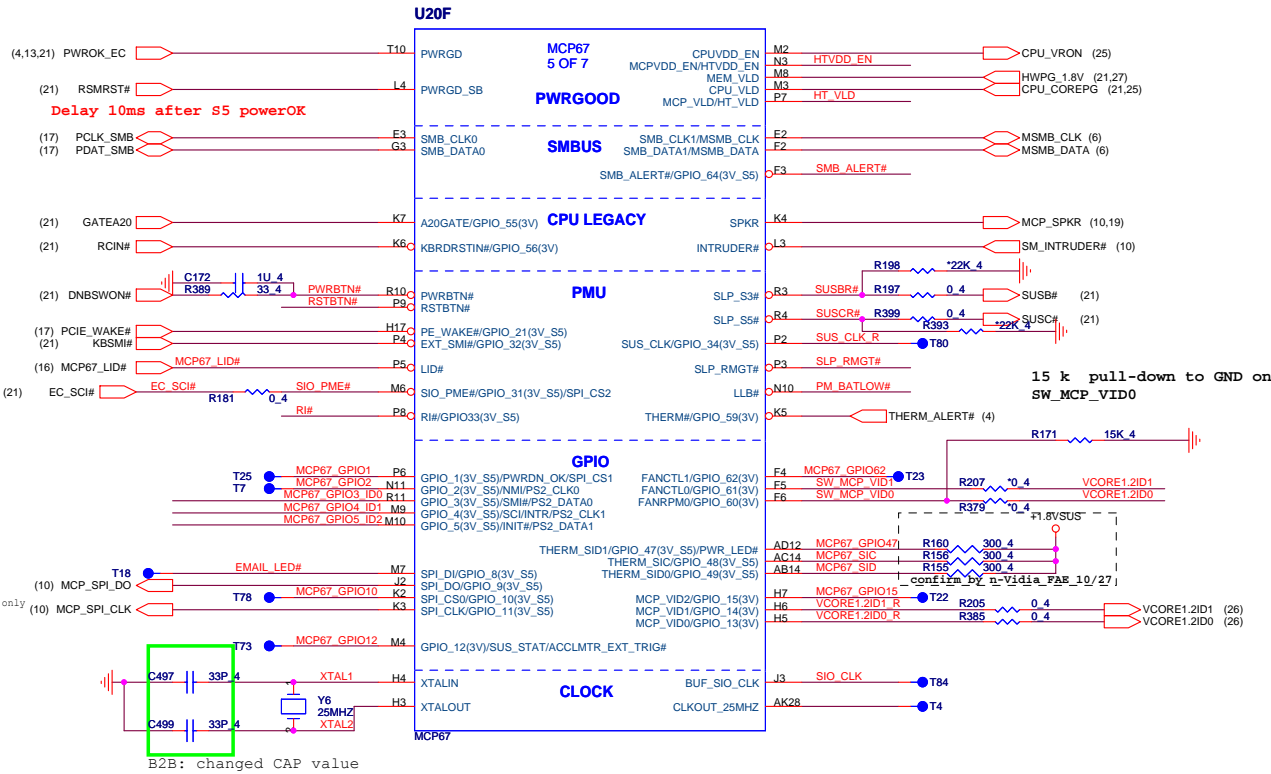 U20F
MCP67
5 OF 7
PWRGOOD
(4,13,21) PWROK_EC T10 PWRGD
(21) RSMRST# L4 PWRGD_SB
Delay 10ms after S5 powerOK
CPUVDD_EN M2 CPU_VRON (25)
MCPVDD_EN/HTVDD_EN N3 HTVDD_EN
MEM_VLD M8 HWPG_1.8V (21,27)
CPU_VLD M3 CPU_COREPG (21,25)
MCP_VLD/HT_VLD P7 HT_VLD
SMBUS
(17) PCLK_SMB E3 SMB_CLK0
(17) PDAT_SMB G3 SMB_DATA0
SMB_CLK1/MSMB_CLK E2 MSMB_CLK (6)
SMB_DATA1/MSMB_DATA F2 MSMB_DATA (6)
SMB_ALERT#/GPIO_64(3V_S5) F3 SMB_ALERT#
CPU LEGACY
(21) GATEA20 K7 A20GATE/GPIO_55(3V)
(21) RCIN# K6 KBRDRSTIN#/GPIO_56(3V)
SPKR K4 MCP_SPKR (10,19)
INTRUDER# L3 SM_INTRUDER# (10)
PMU
C172 1U_4
R389 33_4
(21) DNBSWON# PWRBTN# R10 PWRBTN#
RSTBTN# P9 RSTBTN#
(17) PCIE_WAKE# H17 PE_WAKE#/GPIO_21(3V_S5)
(21) KBSMI# P4 EXT_SMI#/GPIO_32(3V_S5)
(16) MCP67_LID# MCP67_LID# P5 LID#
(21) EC_SCI# EC_SCI# R181 0_4 SIO_PME# M6 SIO_PME#/GPIO_31(3V_S5)/SPI_CS2
RI# P8 RI#/GPIO33(3V_S5)
R198 *22K_4
SLP_S3# R3 SUSBR# R197 0_4 SUSB# (21)
SLP_S5# R4 SUSCR# R399 0_4 SUSC# (21)
R393 *22K_4
SUS_CLK/GPIO_34(3V_S5) P2 SUS_CLK_R T80
SLP_RMGT# P3 SLP_RMGT#
LLB# N10 PM_BATLOW#
THERM#/GPIO_59(3V) K5 THERM_ALERT# (4)
15 k pull-down to GND on
SW_MCP_VID0
R171 15K_4
GPIO
T25 MCP67_GPIO1 P6 GPIO_1(3V_S5)/PWRDN_OK/SPI_CS1
T7 MCP67_GPIO2 N11 GPIO_2(3V_S5)/NMI/PS2_CLK0
MCP67_GPIO3_ID0 R11 GPIO_3(3V_S5)/SMI#/PS2_DATA0
MCP67_GPIO4_ID1 M9 GPIO_4(3V_S5)/SCI/INTR/PS2_CLK1
MCP67_GPIO5_ID2 M10 GPIO_5(3V_S5)/INIT#/PS2_DATA1
FANCTL1/GPIO_62(3V) F4 MCP67_GPIO62 T23
FANCTL0/GPIO_61(3V) F5 SW_MCP_VID1 R207 *0_4 VCORE1.2ID1
FANRPM0/GPIO_60(3V) F6 SW_MCP_VID0 R379 *0_4 VCORE1.2ID0
+1.8VSUS
THERM_SID1/GPIO_47(3V_S5)/PWR_LED# AD12 MCP67_GPIO47 R160 300_4
THERM_SIC/GPIO_48(3V_S5) AC14 MCP67_SIC R156 300_4
THERM_SID0/GPIO_49(3V_S5) AB14 MCP67_SID R155 300_4
confirm by n-Vidia FAE 10/27
T18 EMAIL_LED# M7 SPI_DI/GPIO_8(3V_S5)
(10) MCP_SPI_DO J2 SPI_DO/GPIO_9(3V_S5)
T78 MCP67_GPIO10 K2 SPI_CS0/GPIO_10(3V_S5)
only (10) MCP_SPI_CLK K3 SPI_CLK/GPIO_11(3V_S5)
MCP_VID2/GPIO_15(3V) H7 MCP67_GPIO15 T22
MCP_VID1/GPIO_14(3V) H6 VCORE1.2ID1_R R205 0_4 VCORE1.2ID1 (26)
MCP_VID0/GPIO_13(3V) H5 VCORE1.2ID0_R R385 0_4 VCORE1.2ID0 (26)
T73 MCP67_GPIO12 M4 GPIO_12(3V)/SUS_STAT/ACCLMTR_EXT_TRIG#
CLOCK
C497 33P_4 XTAL1 H4 XTALIN
1
Y6
25MHZ
2
C499 33P_4 XTAL2 H3 XTALOUT
BUF_SIO_CLK J3 SIO_CLK T84
CLKOUT_25MHZ AK28 T4
MCP67
B2B: changed CAP value